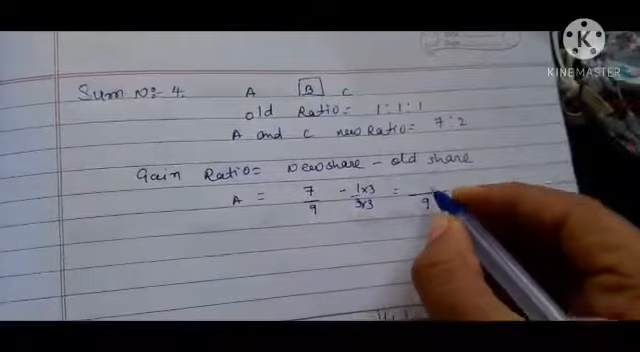 KINEMASTER
Sum No:- 4. A B C
old Ratio = 1:1:1
A and C new Ratio = 7:2
Gain Ratio = New share - old share
A = 7/9 - 1x3/3x3 = /9